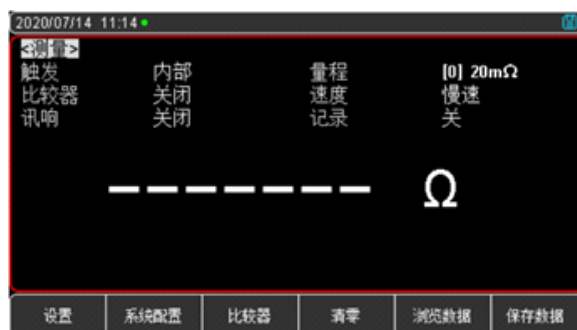 2020/07/14 11:14
<测量>
触发 内部 量程 [0] 20mΩ
比较器 关闭 速度 慢速
讯响 关闭 记录 关
------- Ω
设置 系统配置 比较器 清零 浏览数据 保存数据